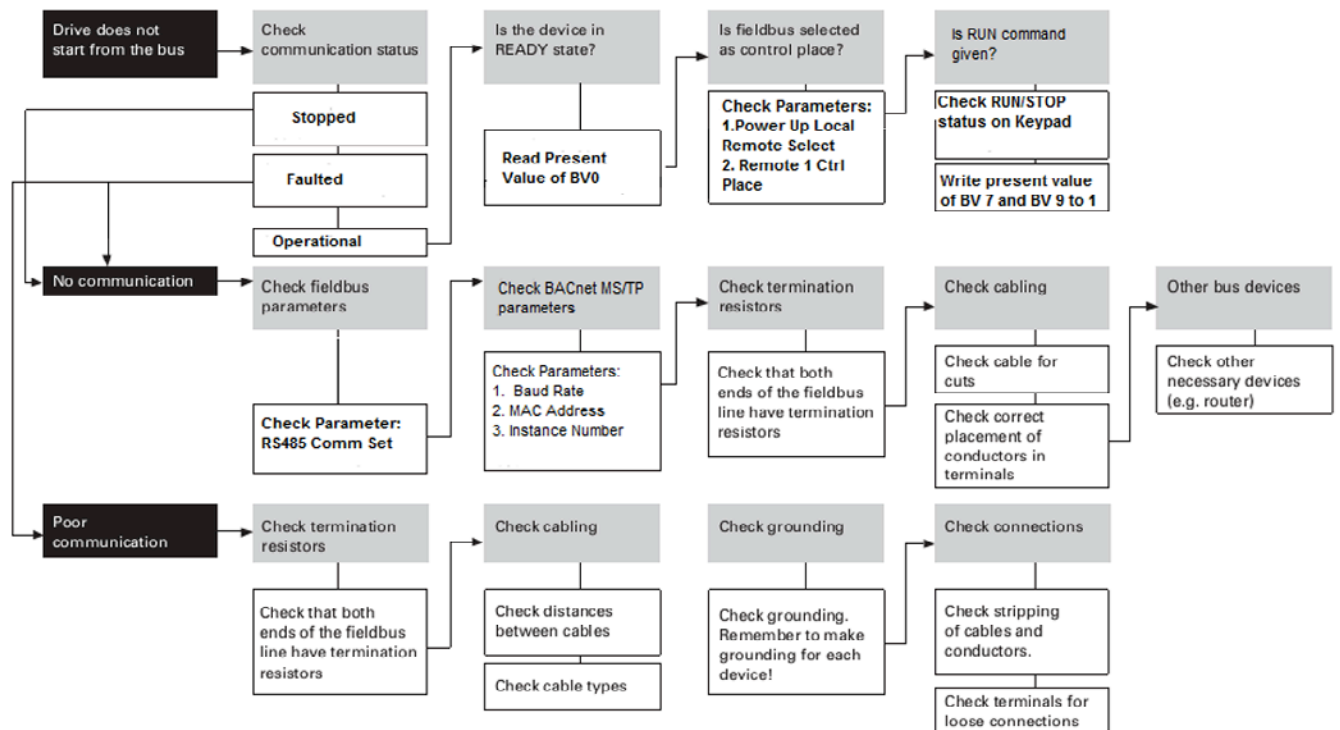 Drive does not
start from the bus
Check
communication status
Stopped
Faulted
Operational
Is the device in
READY state?
Read Present
Value of BV0
Is fieldbus selected
as control place?
Check Parameters:
1.Power Up Local
Remote Select
2. Remote 1 Ctrl
Place
Is RUN command
given?
Check RUN/STOP
status on Keypad
Write present value
of BV 7 and BV 9 to 1
No communication
Check fieldbus
parameters
Check Parameter:
RS485 Comm Set
Check BACnet MS/TP
parameters
Check Parameters:
1. Baud Rate
2. MAC Address
3. Instance Number
Check termination
resistors
Check that both
ends of the fieldbus
line have termination
resistors
Check cabling
Check cable for
cuts
Check correct
placement of
conductors in
terminals
Other bus devices
Check other
necessary devices
(e.g. router)
Poor
communication
Check termination
resistors
Check that both
ends of the fieldbus
line have termination
resistors
Check cabling
Check distances
between cables
Check cable types
Check grounding
Check grounding.
Remember to make
grounding for each
device!
Check connections
Check stripping
of cables and
conductors.
Check terminals for
loose connections